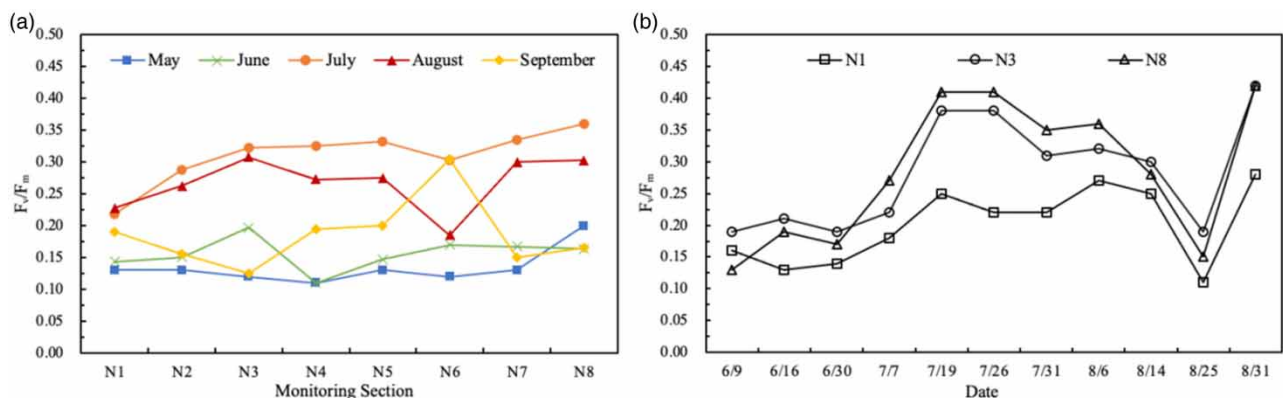 (a)
Fv/Fm
0.50
0.45
0.40
0.35
0.30
0.25
0.20
0.15
0.10
0.05
0.00
May June July August September
N1 N2 N3 N4 N5 N6 N7 N8
Monitoring Section
(b)
Fv/Fm
0.50
0.45
0.40
0.35
0.30
0.25
0.20
0.15
0.10
0.05
0.00
N1 N3 N8
6/9 6/16 6/30 7/7 7/19 7/26 7/31 8/6 8/14 8/25 8/31
Date